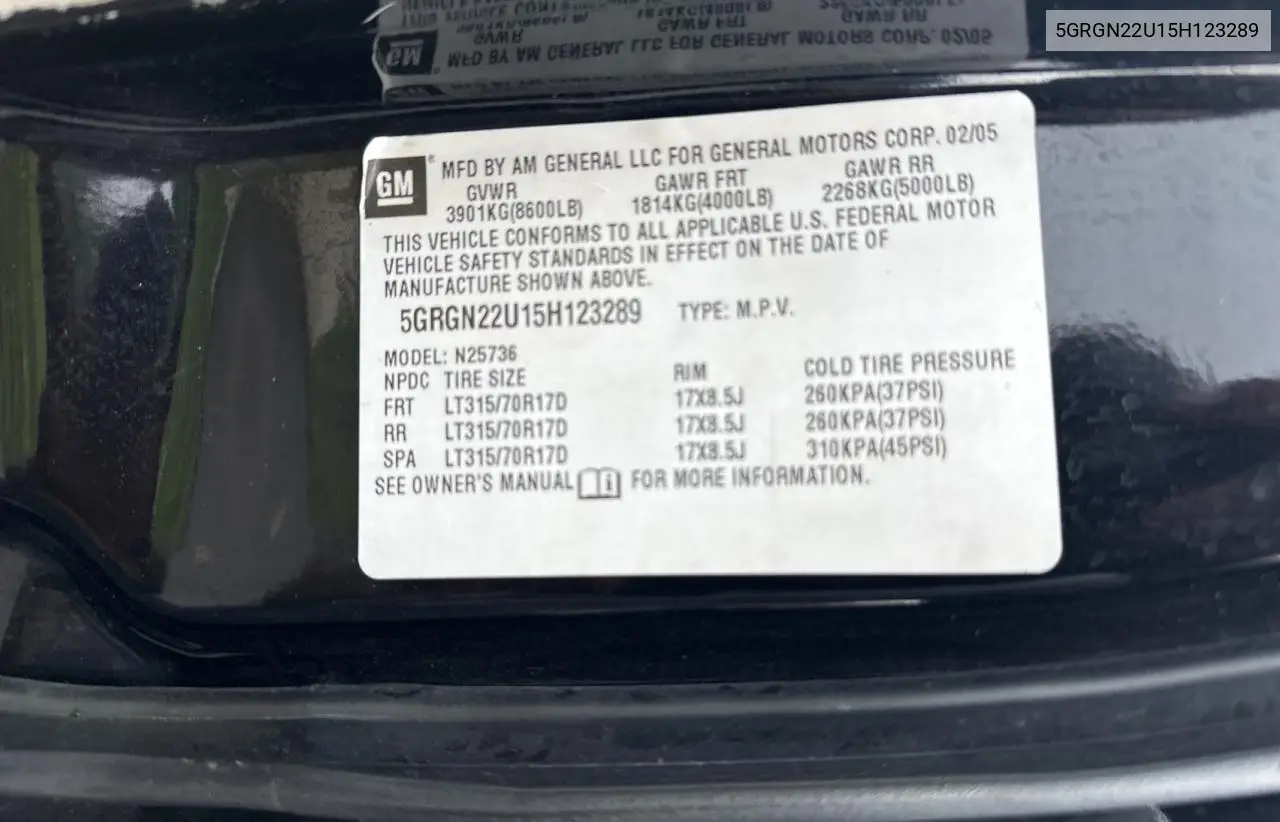 5GRGN22U15H123289
GM® MFD BY AM GENERAL LLC FOR GENERAL MOTORS CORP. 02/05
GVWR GAWR FRT GAWR RR
3901KG(8600LB) 1814KG(4000LB) 2268KG(5000LB)
THIS VEHICLE CONFORMS TO ALL APPLICABLE U.S. FEDERAL MOTOR
VEHICLE SAFETY STANDARDS IN EFFECT ON THE DATE OF
MANUFACTURE SHOWN ABOVE.
5GRGN22U15H123289 TYPE: M.P.V.
MODEL: N25736
NPDC TIRE SIZE RIM COLD TIRE PRESSURE
FRT LT315/70R17D 17X8.5J 260KPA(37PSI)
RR LT315/70R17D 17X8.5J 260KPA(37PSI)
SPA LT315/70R17D 17X8.5J 310KPA(45PSI)
SEE OWNER'S MANUAL i FOR MORE INFORMATION.